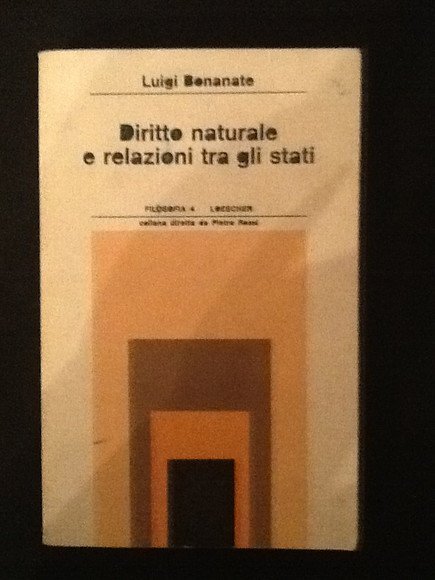 Luigi Bonanate
Diritto naturale
e relazioni tra gli stati
FILOSOFIA 4 LOESCHER
collana diretta da Pietro Rossi